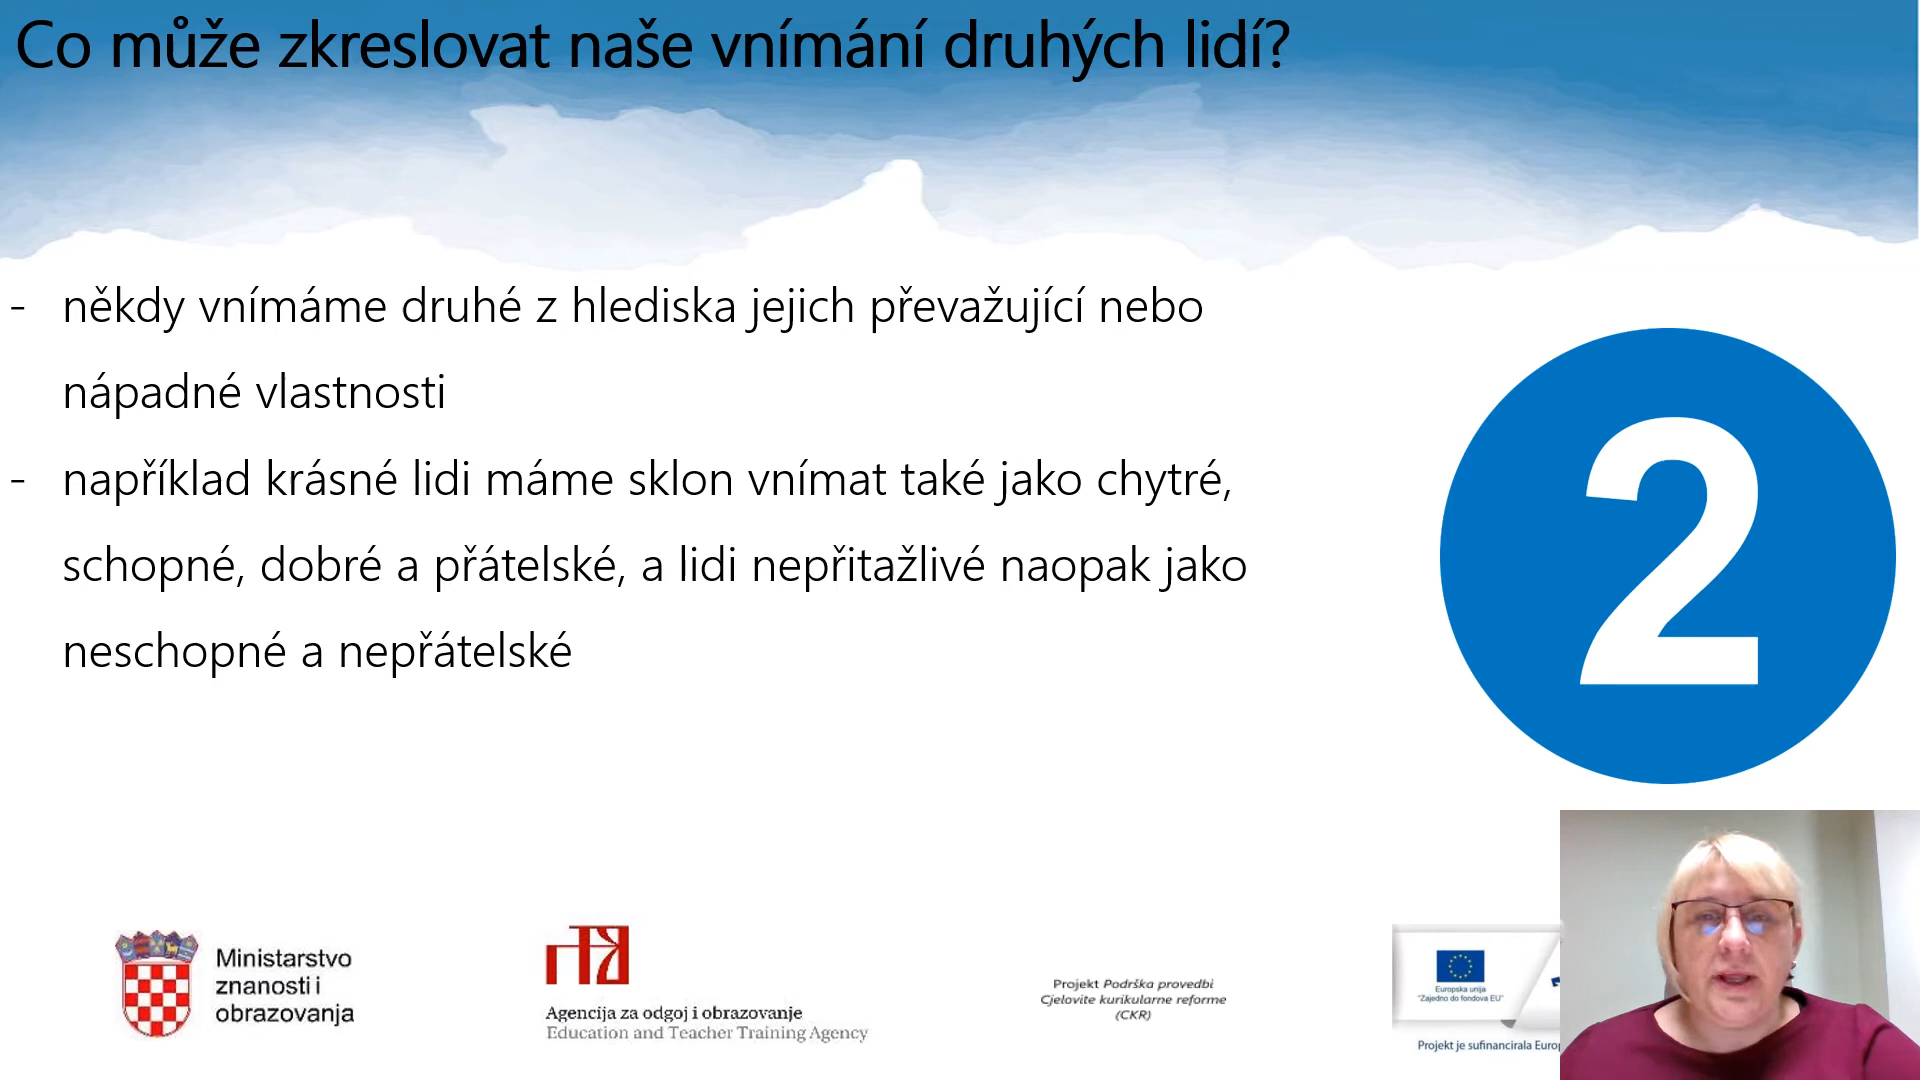 Co může zkreslovat naše vnímání druhých lidí?
- někdy vnímáme druhé z hlediska jejich převažující nebo
nápadné vlastnosti
- například krásné lidi máme sklon vnímat také jako chytré,
schopné, dobré a přátelské, a lidi nepřitažlivé naopak jako
neschopné a nepřátelské
2
Ministarstvo
znanosti i
obrazovanja
Agencija za odgoj i obrazovanje
Education and Teacher Training Agency
Projekt Podrška provedbi
Cjelovite kurikularne reforme
(CKR)
Europska unija
"Zajedno do fondova EU"
Projekt je sufinancirala